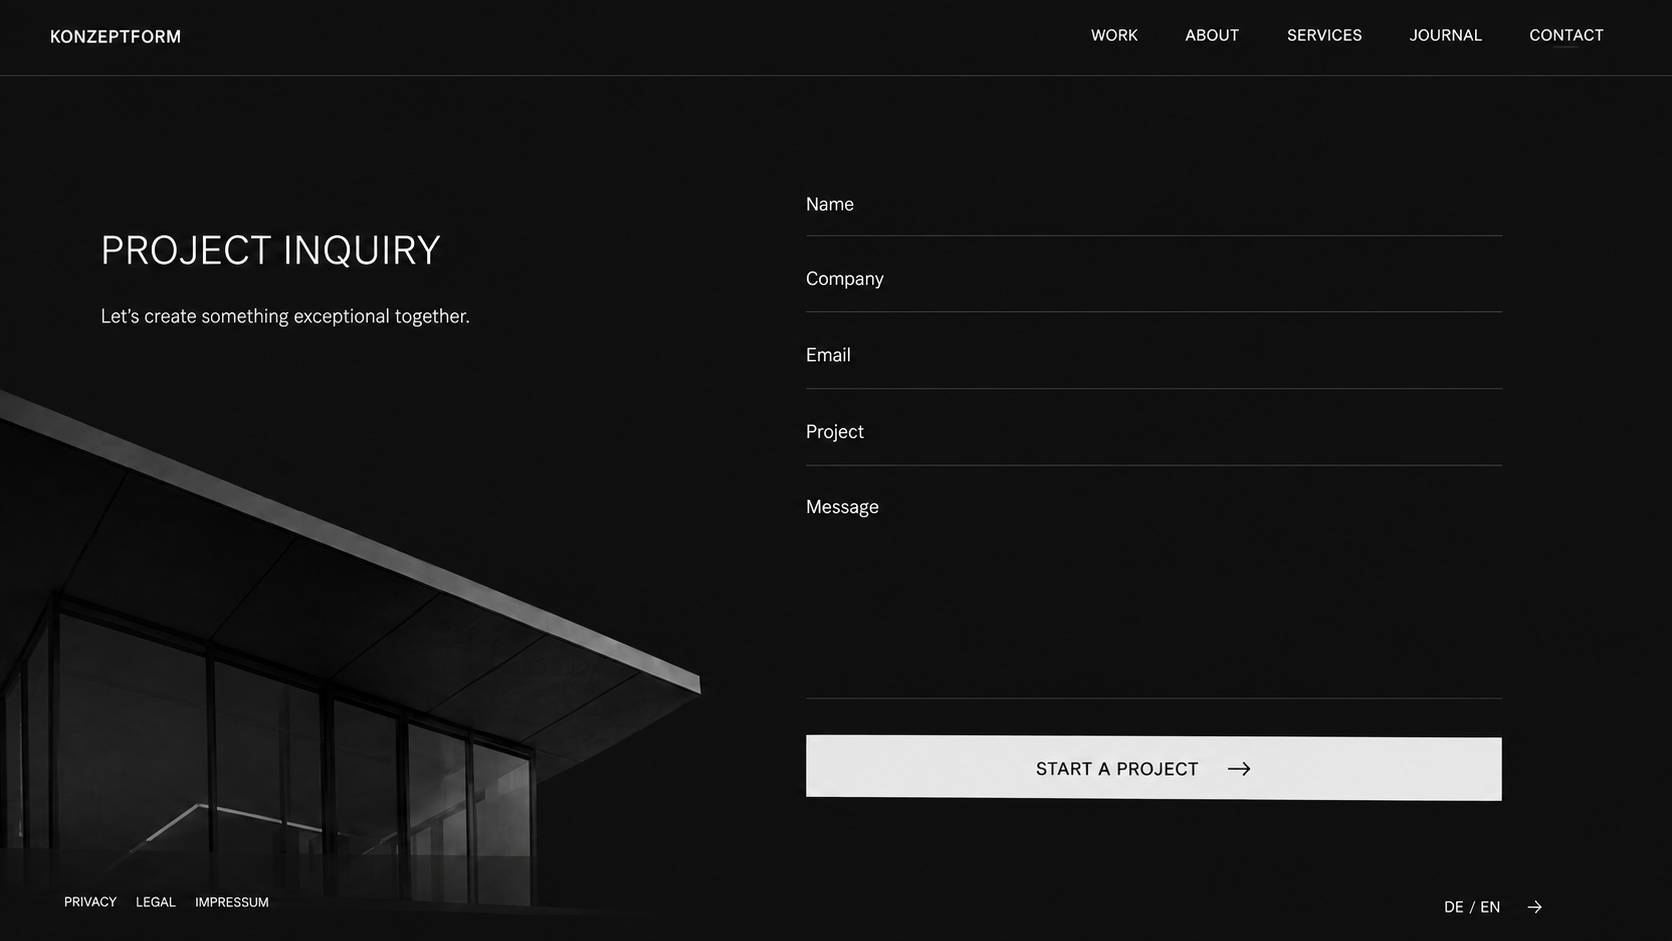 KONZEPTFORM
WORK ABOUT SERVICES JOURNAL CONTACT
PROJECT INQUIRY
Let's create something exceptional together.
Name
Company
Email
Project
Message
START A PROJECT →
PRIVACY LEGAL IMPRESSUM
DE / EN →